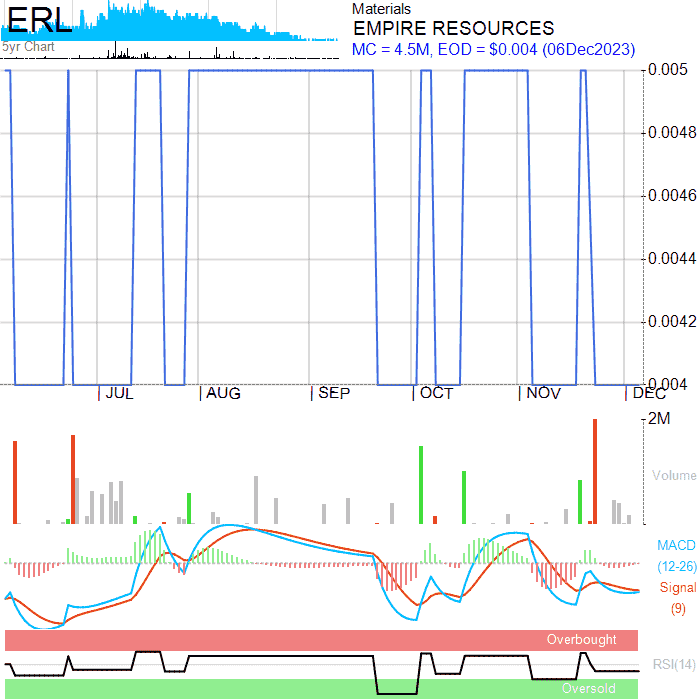 ERL
5yr Chart
Materials
EMPIRE RESOURCES
MC = 4.5M, EOD = $0.004 (06Dec2023)
0.005
0.0048
0.0046
0.0044
0.0042
0.004
JUL AUG SEP OCT NOV DEC
2M
Volume
MACD
(12-26)
Signal
(9)
Overbought
RSI(14)
Oversold